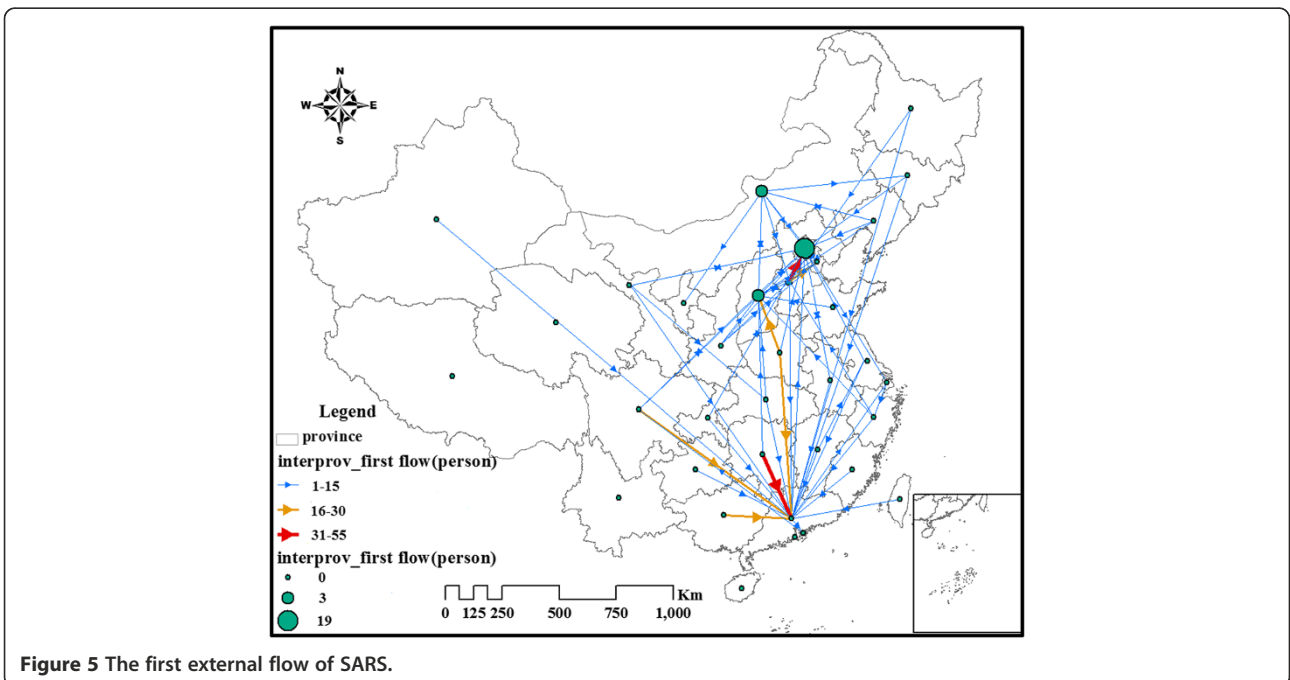 N
W E
S
Legend
province
interprov_first flow(person)
1-15
16-30
31-55
interprov_first flow(person)
0
3
19
Km
0 125 250 500 750 1,000
Figure 5 The first external flow of SARS.